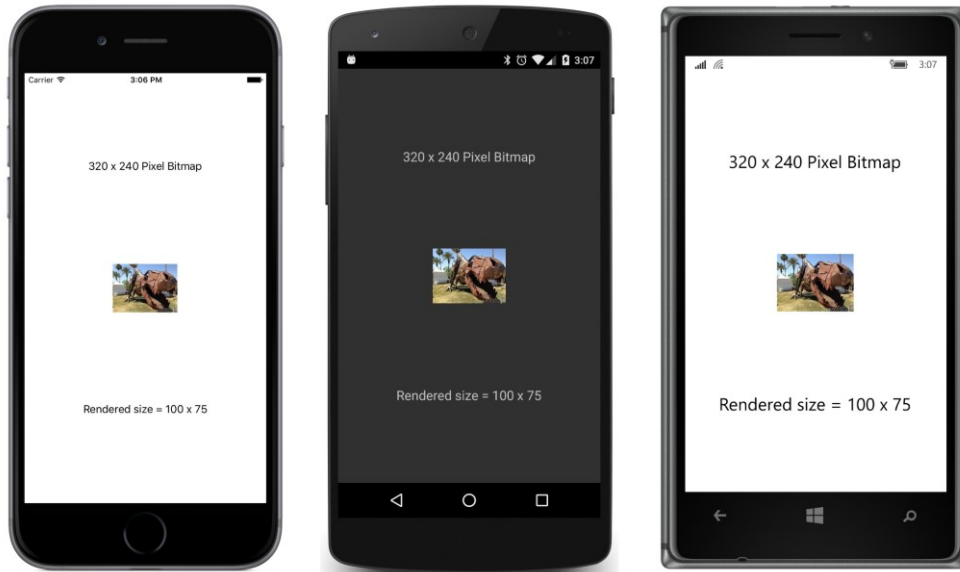 Carrier 3:06 PM
320 x 240 Pixel Bitmap
Rendered size = 100 x 75
3:07
320 x 240 Pixel Bitmap
Rendered size = 100 x 75
3:07
320 x 240 Pixel Bitmap
Rendered size = 100 x 75